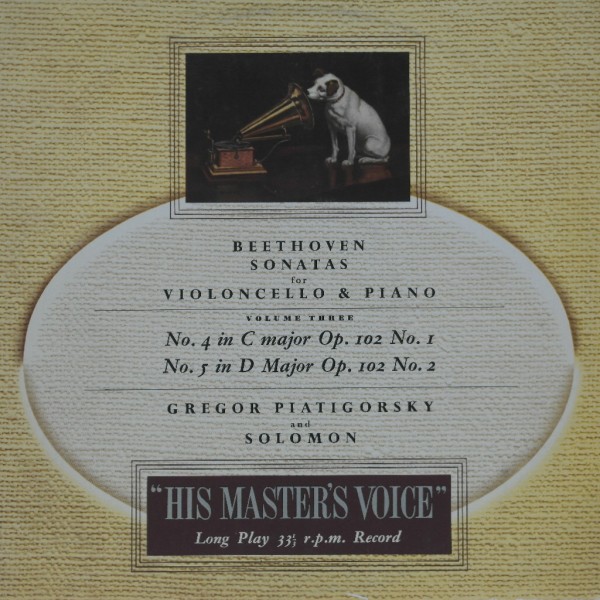 BEETHOVEN
SONATAS
for
VIOLONCELLO & PIANO
VOLUME THREE
No. 4 in C major Op. 102 No. 1
No. 5 in D Major Op. 102 No. 2
GREGOR PIATIGORSKY
and
SOLOMON
"HIS MASTER'S VOICE"
Long Play 33⅓ r.p.m. Record